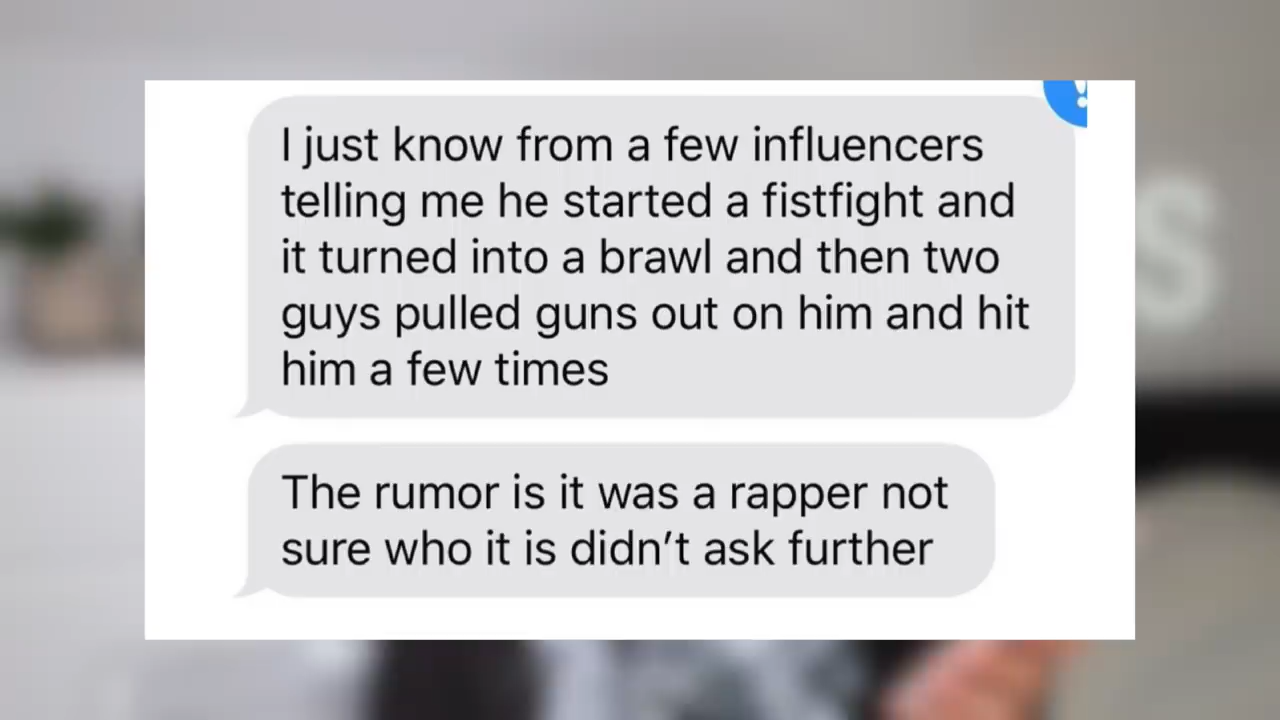 I just know from a few influencers
telling me he started a fistfight and
it turned into a brawl and then two
guys pulled guns out on him and hit
him a few times
The rumor is it was a rapper not
sure who it is didn’t ask further